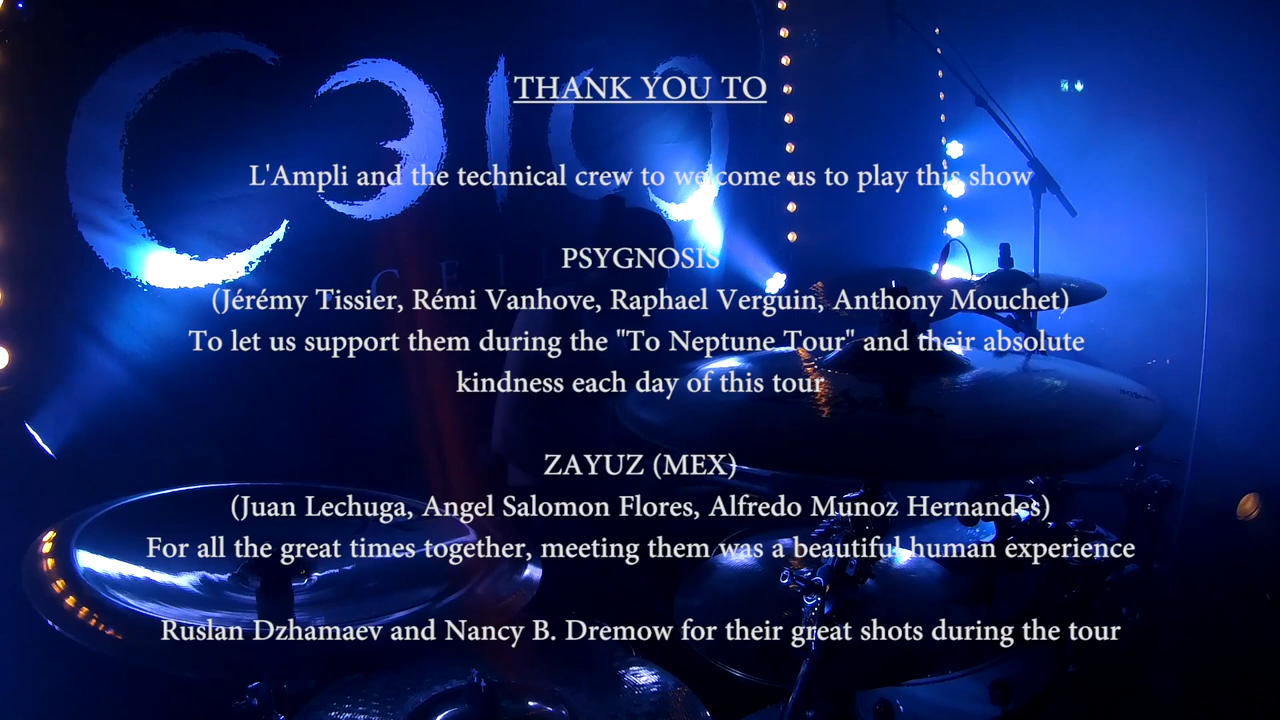 THANK YOU TO
L'Ampli and the technical crew to welcome us to play this show
PSYGNOSIS
(Jérémy Tissier, Rémi Vanhove, Raphael Verguin, Anthony Mouchet)
To let us support them during the "To Neptune Tour" and their absolute
kindness each day of this tour
ZAYUZ (MEX)
(Juan Lechuga, Angel Salomon Flores, Alfredo Munoz Hernandes)
For all the great times together, meeting them was a beautiful human experience
Ruslan Dzhamaev and Nancy B. Dremow for their great shots during the tour